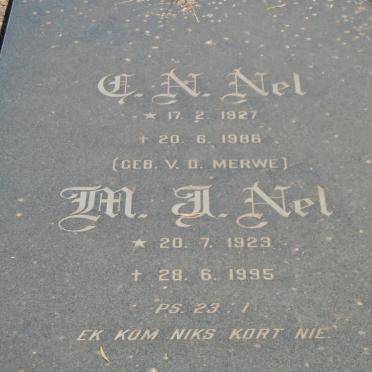 C. N. Nel
★ 17. 2. 1927
✝ 20. 6. 1986
(GEB. V. D. MERWE)
M. J. Nel
★ 20. 7. 1923
✝ 28. 6. 1995
PS. 23 : 1
EK KOM NIKS KORT NIE